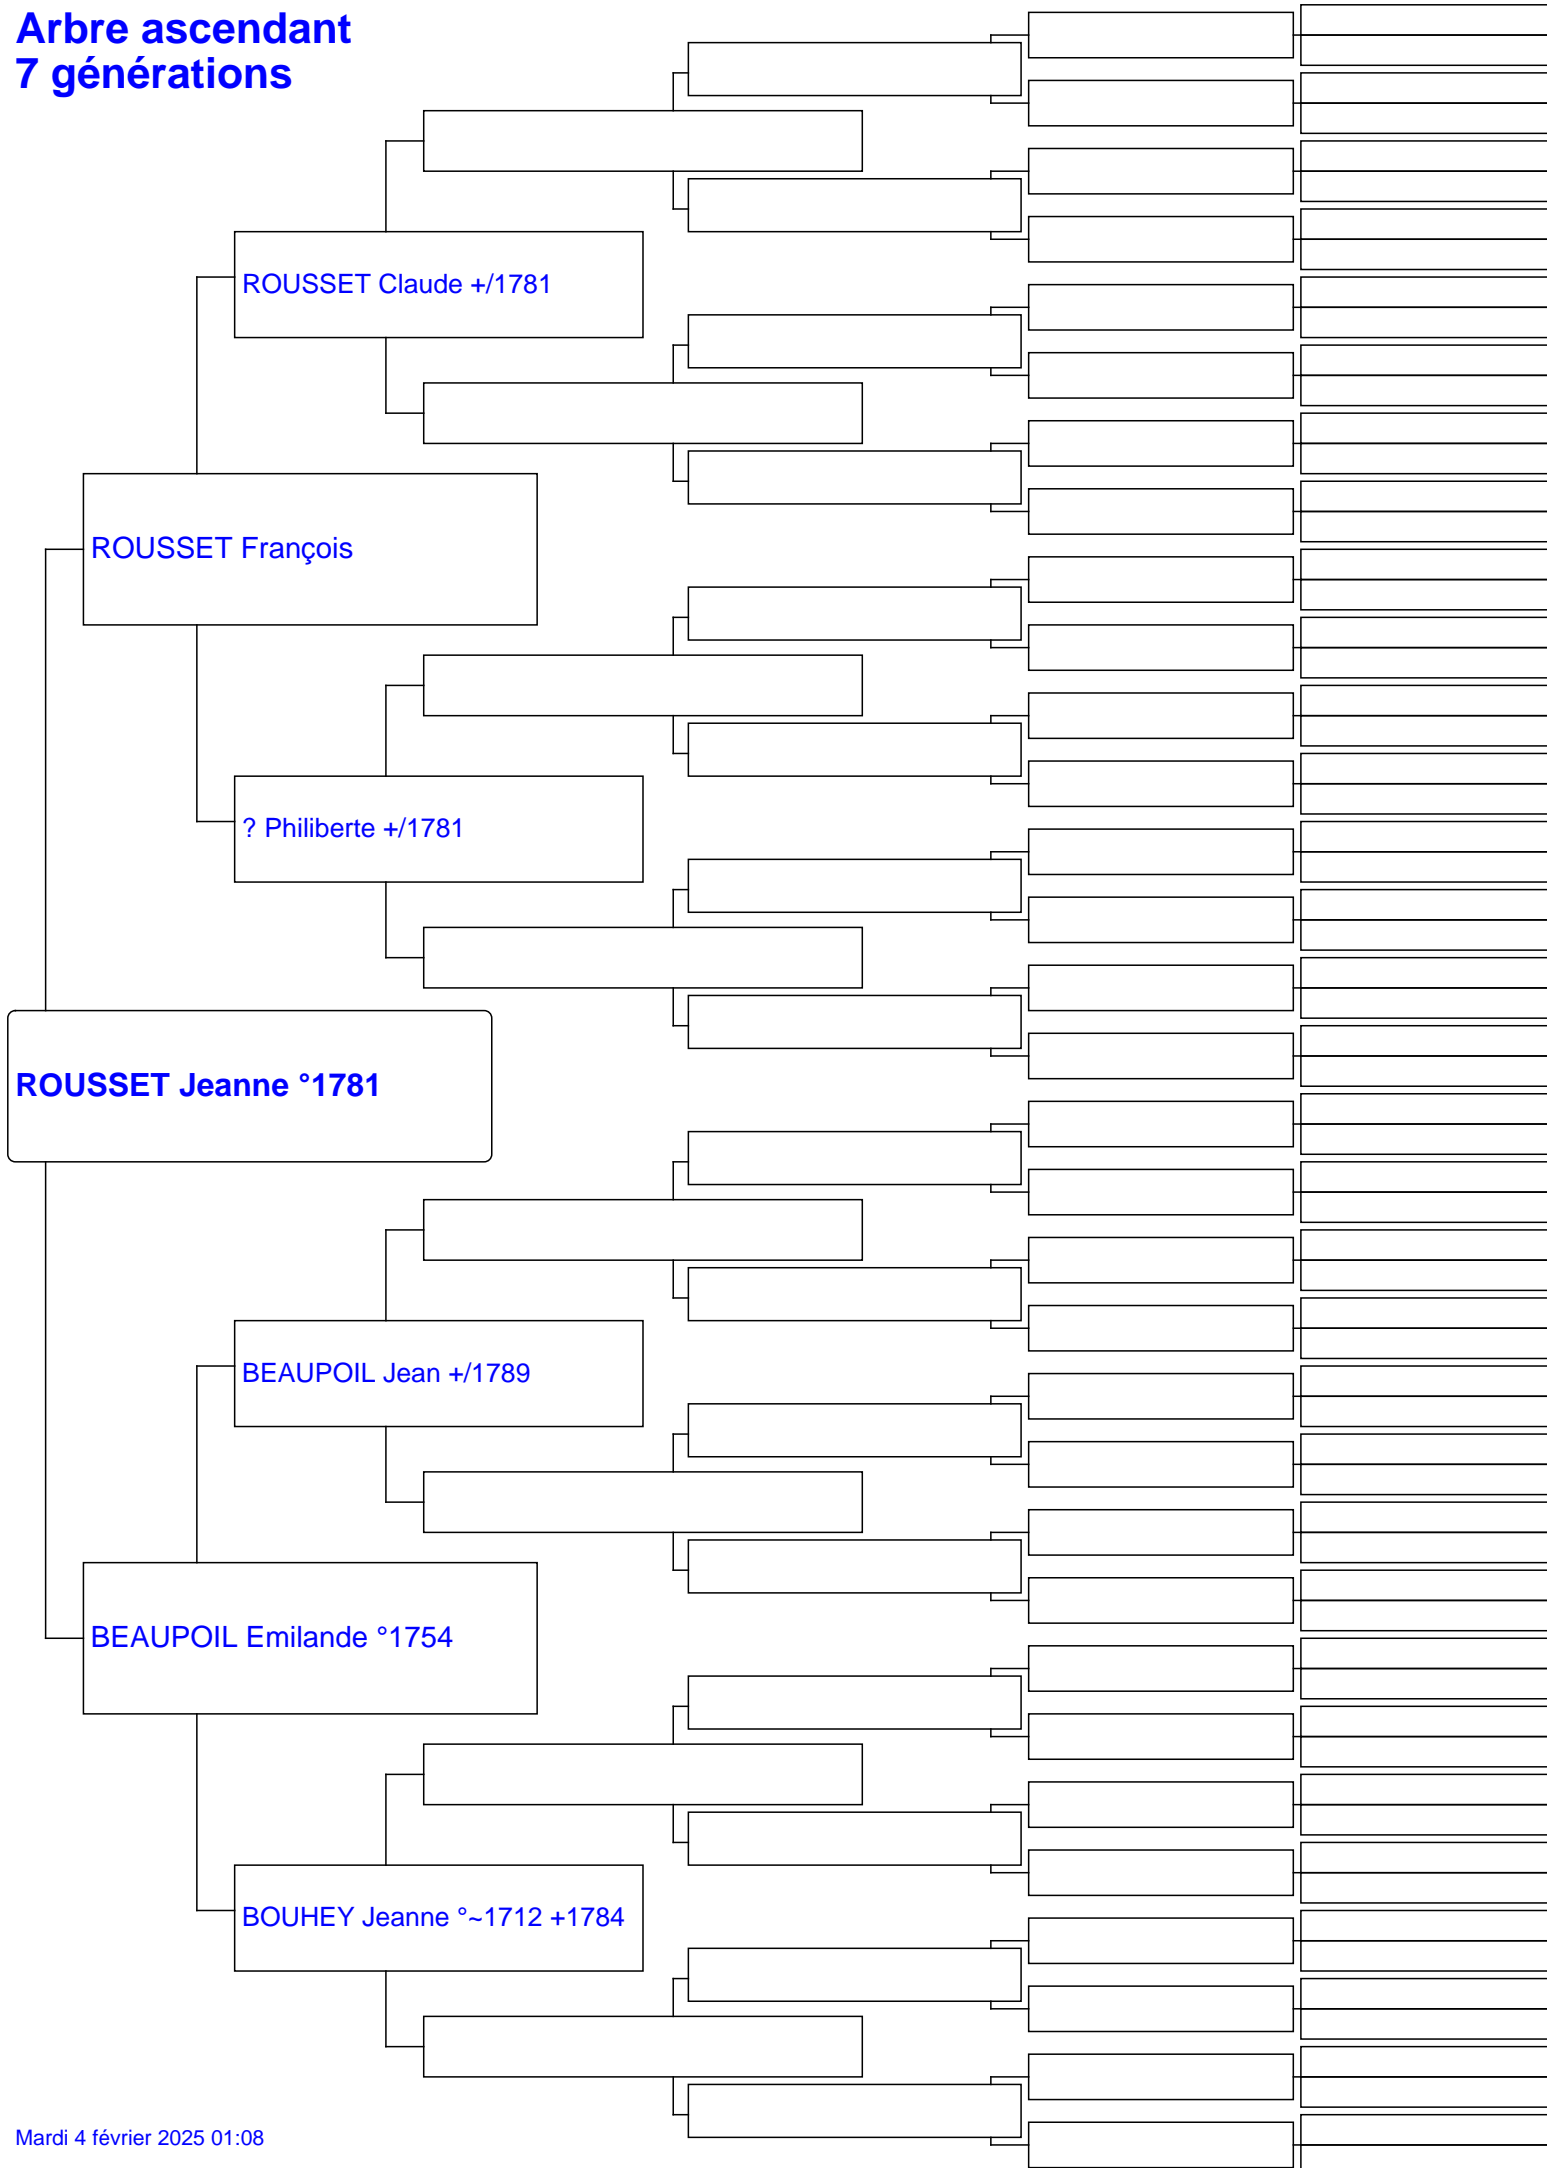 Arbre ascendant
7 générations
ROUSSET Claude +/1781
ROUSSET François
? Philiberte +/1781
ROUSSET Jeanne °1781
BEAUPOIL Jean +/1789
BEAUPOIL Emilande °1754
BOUHEY Jeanne °~1712 +1784
Mardi 4 février 2025 01:08